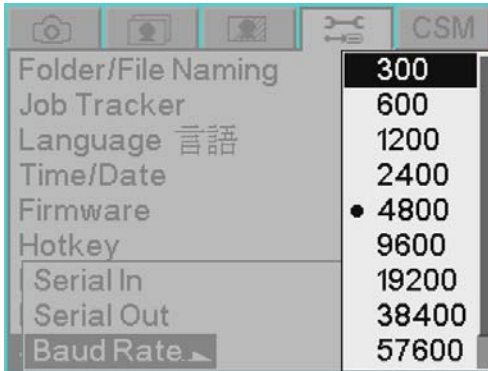 CSM
Folder/File Naming
Job Tracker
Language 言語
Time/Date
Firmware
Hotkey
Serial In
Serial Out
Baud Rate
300
600
1200
2400
4800
9600
19200
38400
57600